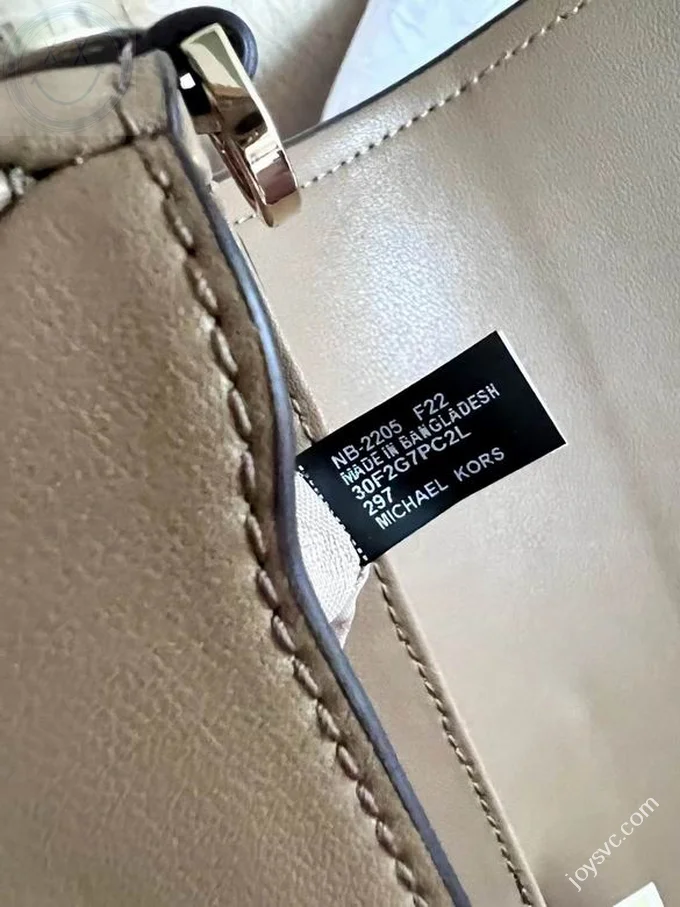 NB-2205 F22
MADE IN BANGLADESH
30F2G7PC2L
297
MICHAEL KORS
joysvc.com